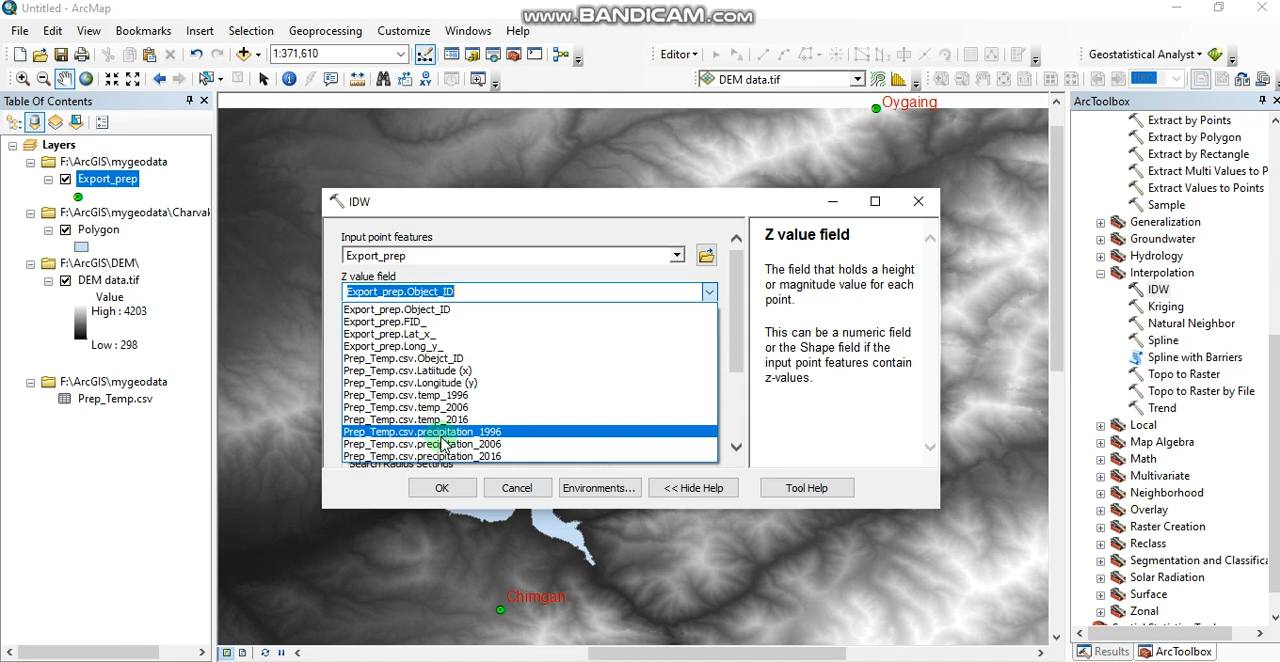 Untitled - ArcMap
www.BANDICAM.com
File Edit View Bookmarks Insert Selection Geoprocessing Customize Windows Help
1:371,610
Editor
Geostatistical Analyst
DEM data.tif
Table Of Contents
Layers
F:\ArcGIS\mygeodata
Export_prep
F:\ArcGIS\mygeodata\Charval
Polygon
F:\ArcGIS\DEM\
DEM data.tif
Value
High : 4203
Low : 298
F:\ArcGIS\mygeodata
Prep_Temp.csv
Oygaing
Chimgan
IDW
Input point features
Export_prep
Z value field
Export_prep.Object_ID
Export_prep.Object_ID
Export_prep.FID_
Export_prep.Lat_x_
Export_prep.Long_y_
Prep_Temp.csv.Obejct_ID
Prep_Temp.csv.Latiitude (x)
Prep_Temp.csv.Longitude (y)
Prep_Temp.csv.temp_1996
Prep_Temp.csv.temp_2006
Prep_Temp.csv.temp_2016
Prep_Temp.csv.precipitation_1996
Prep_Temp.csv.precipitation_2006
Prep_Temp.csv.precipitation_2016
Search Radius Settings
OK Cancel Environments... << Hide Help Tool Help
Z value field
The field that holds a height
or magnitude value for each
point.
This can be a numeric field
or the Shape field if the
input point features contain
z-values.
ArcToolbox
Extract by Points
Extract by Polygon
Extract by Rectangle
Extract Multi Values to P
Extract Values to Points
Sample
Generalization
Groundwater
Hydrology
Interpolation
IDW
Kriging
Natural Neighbor
Spline
Spline with Barriers
Topo to Raster
Topo to Raster by File
Trend
Local
Map Algebra
Math
Multivariate
Neighborhood
Overlay
Raster Creation
Reclass
Segmentation and Classifica
Solar Radiation
Surface
Zonal
Results ArcToolbox